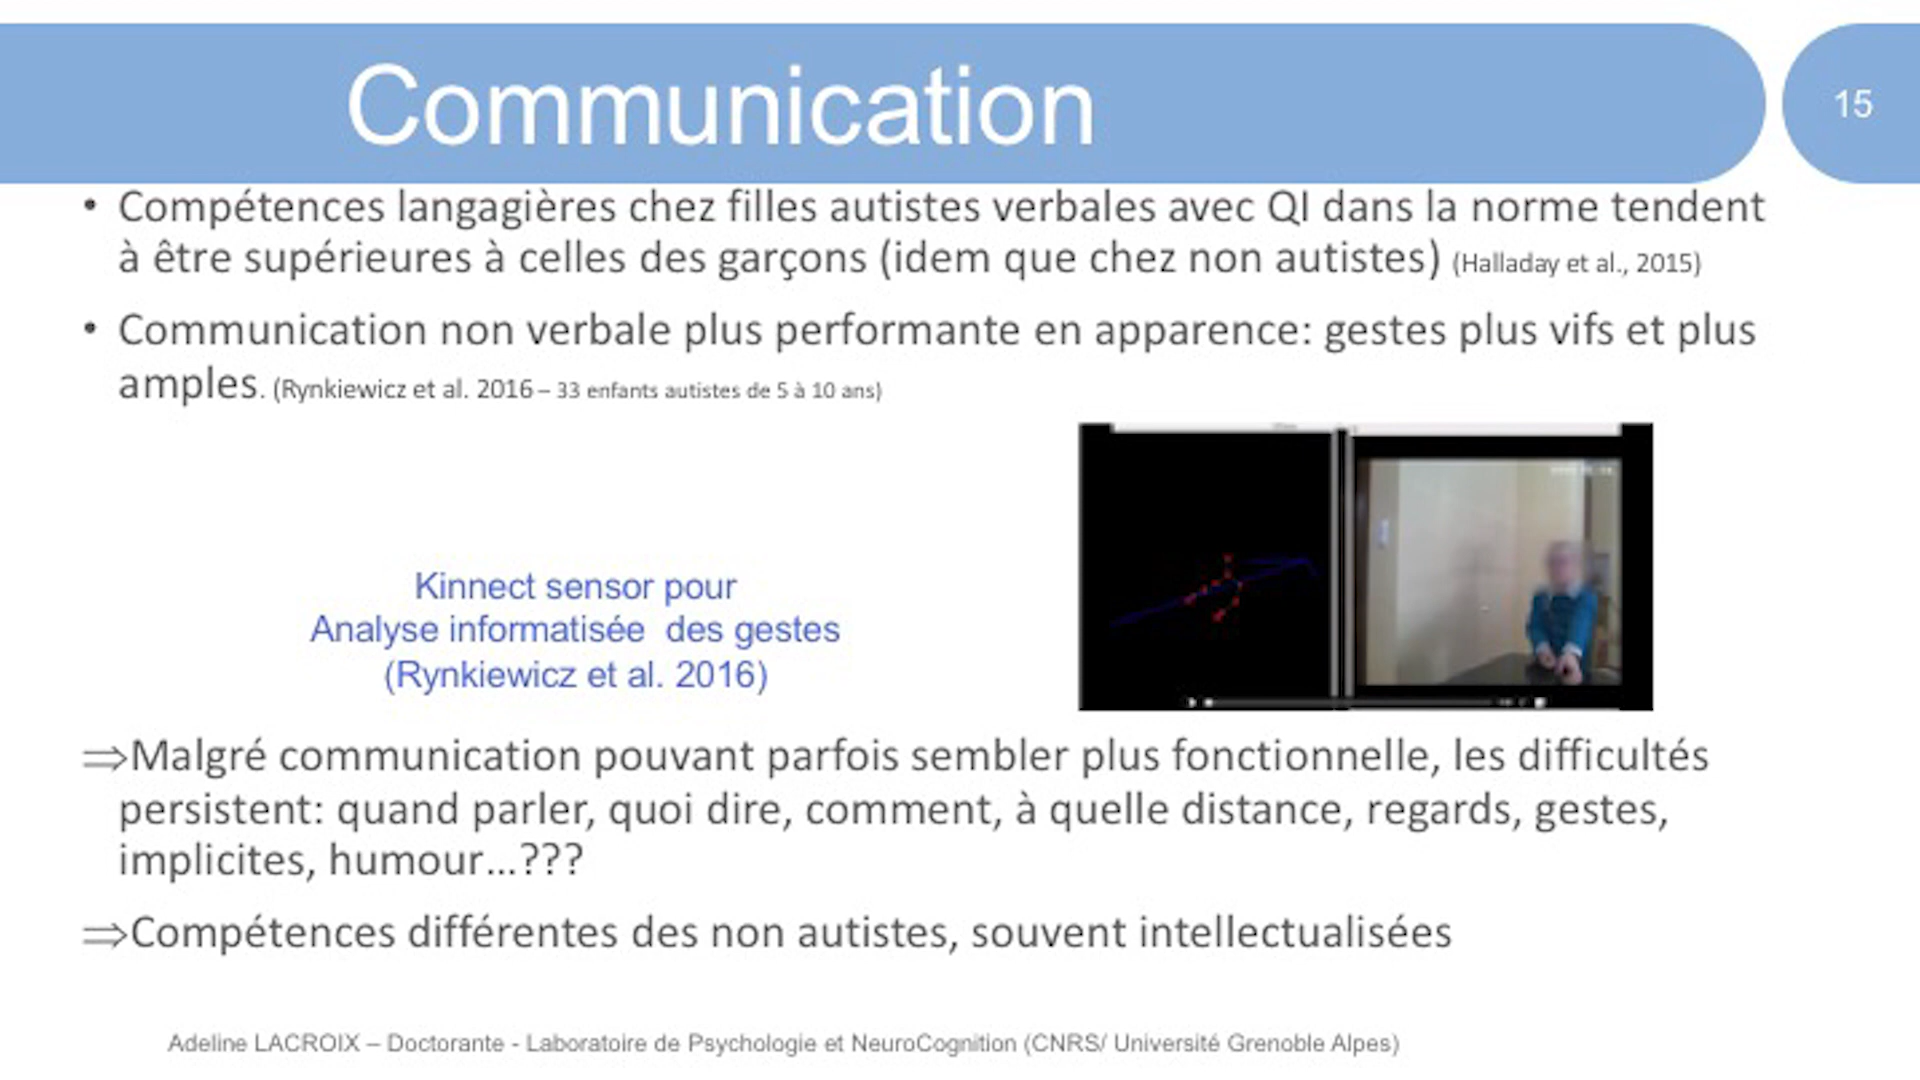 Communication
15
• Compétences langagières chez filles autistes verbales avec QI dans la norme tendent
à être supérieures à celles des garçons (idem que chez non autistes) (Halladay et al., 2015)
• Communication non verbale plus performante en apparence: gestes plus vifs et plus
amples. (Rynkiewicz et al. 2016 – 33 enfants autistes de 5 à 10 ans)
Kinnect sensor pour
Analyse informatisée des gestes
(Rynkiewicz et al. 2016)
⇒Malgré communication pouvant parfois sembler plus fonctionnelle, les difficultés
persistent: quand parler, quoi dire, comment, à quelle distance, regards, gestes,
implicites, humour...???
⇒Compétences différentes des non autistes, souvent intellectualisées
Adeline LACROIX – Doctorante - Laboratoire de Psychologie et NeuroCognition (CNRS/ Université Grenoble Alpes)